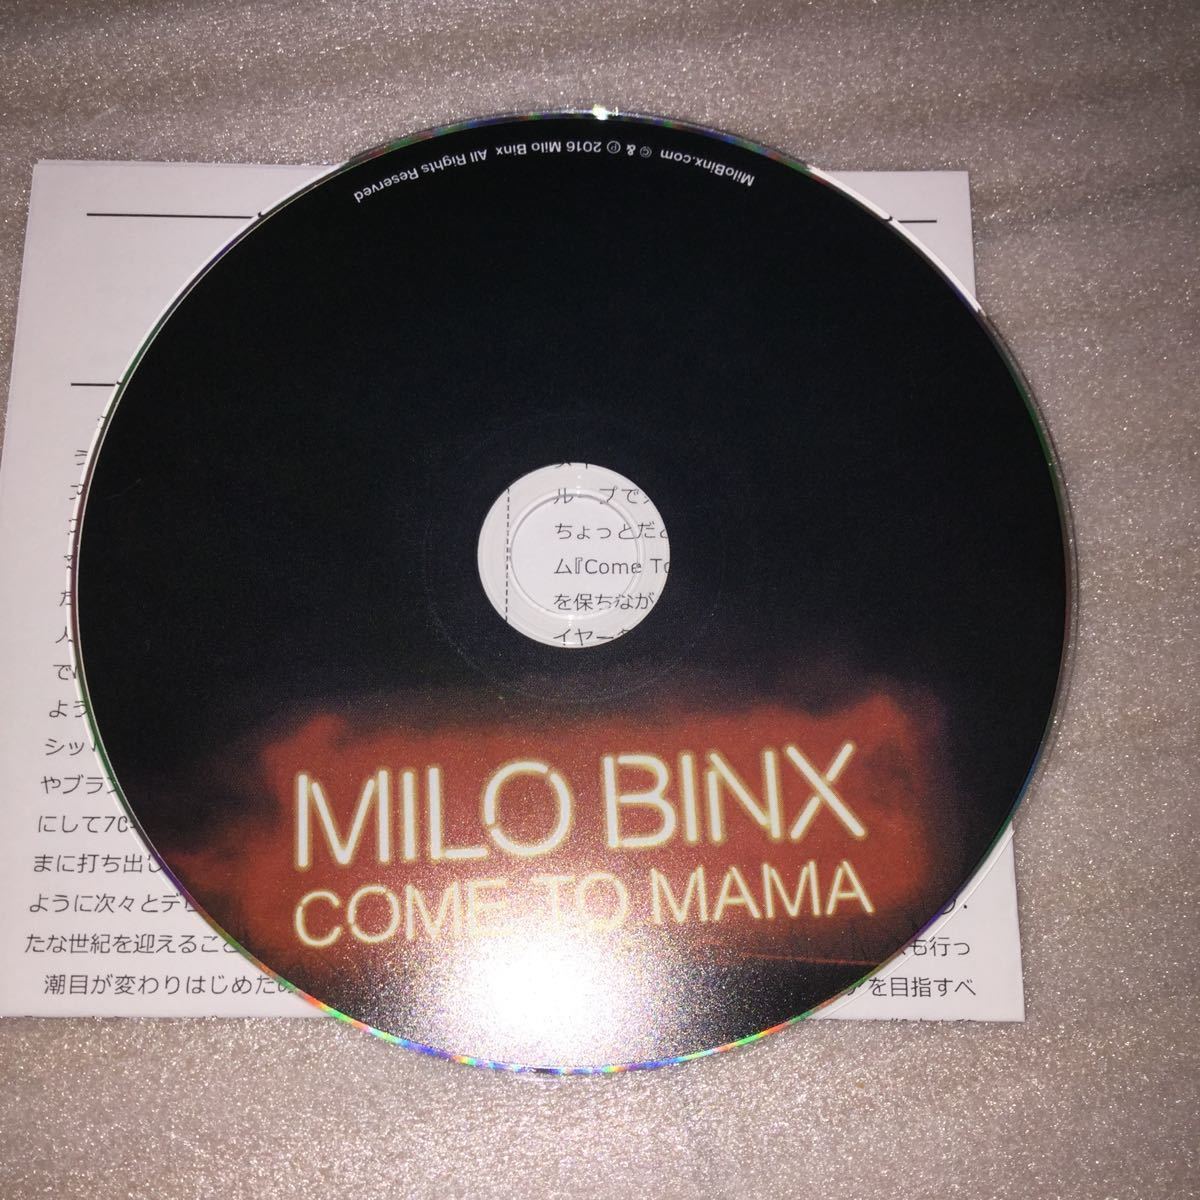 MiloBinx.com © & ℗ 2016 Milo Binx All Rights Reserved
ループで
ちょっとだ
ム『Come To
を保ちなが
イヤー
MILO BINX
COME TO MAMA
よう
シッ
やブラン
にして70
まに打ち出し
ように次々とデ
たな世紀を迎えるこ
も行っ
潮目が変わりはじめた
を目指すべ